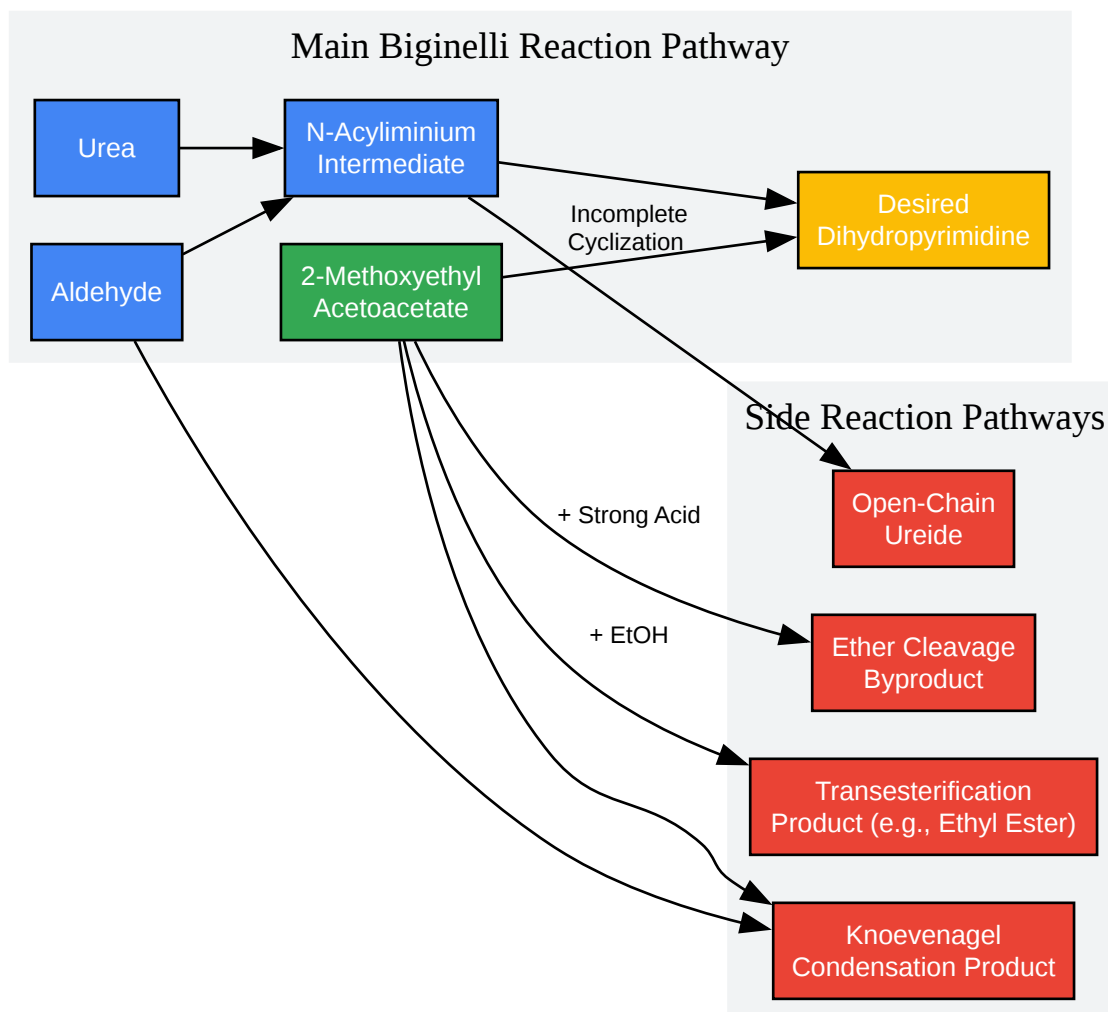 Main Biginelli Reaction Pathway
Urea
N-Acyliminium
Intermediate
Desired
Dihydropyrimidine
Incomplete
Cyclization
Aldehyde
2-Methoxyethyl
Acetoacetate
Side Reaction Pathways
Open-Chain
Ureide
+ Strong Acid
Ether Cleavage
Byproduct
+ EtOH
Transesterification
Product (e.g., Ethyl Ester)
Knoevenagel
Condensation Product